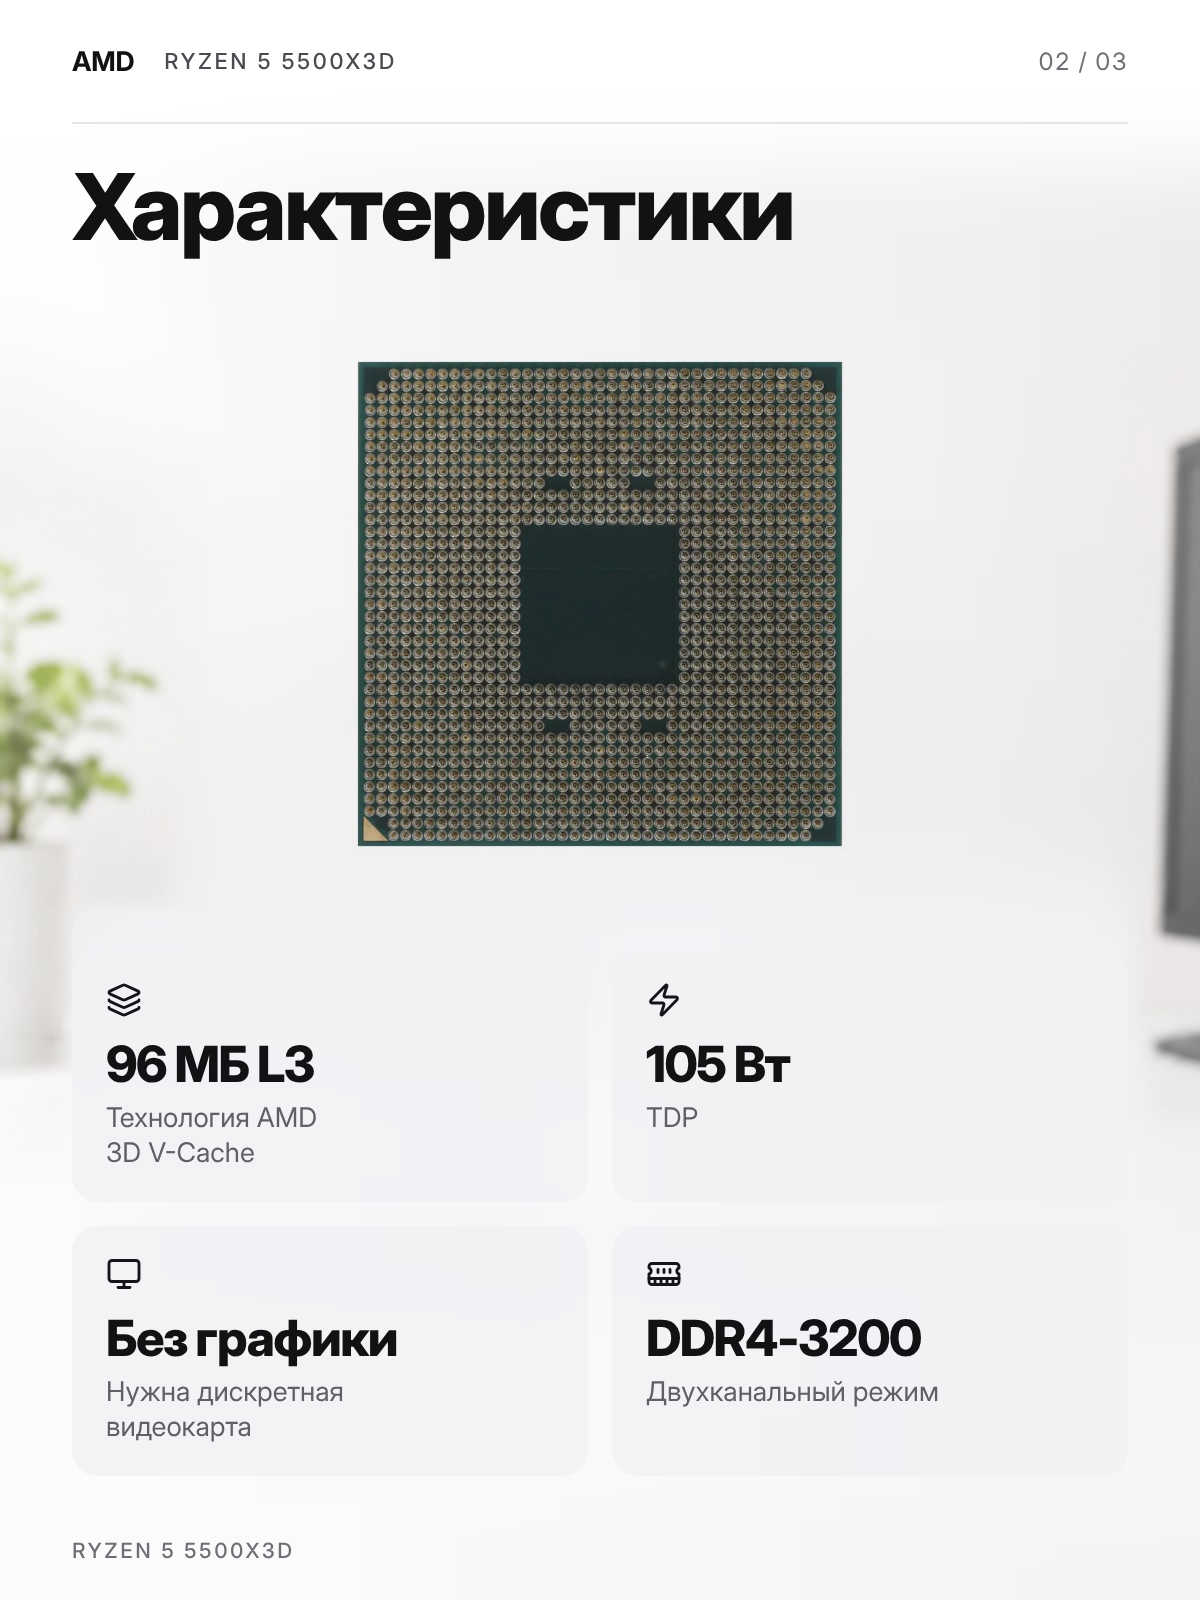 AMD RYZEN 5 5500X3D 02 / 03
Характеристики
96 МБ L3
Технология AMD
3D V-Cache
105 Вт
TDP
Без графики
Нужна дискретная
видеокарта
DDR4-3200
Двухканальный режим
RYZEN 5 5500X3D